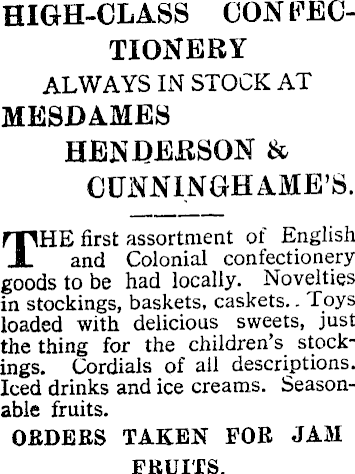 HIGH-CLASS CONFEC-
TIONERY
ALWAYS IN STOCK AT
MESDAMES
HENDERSON &
CUNNINGHAME'S.
THE first assortment of English
and Colonial confectionery
goods to be had locally. Novelties
in stockings, baskets, caskets.. Toys
loaded with delicious sweets, just
the thing for the children's stock-
ings. Cordials of all descriptions.
Iced drinks and ice creams. Season-
able fruits.
ORDERS TAKEN FOR JAM
FRUITS.